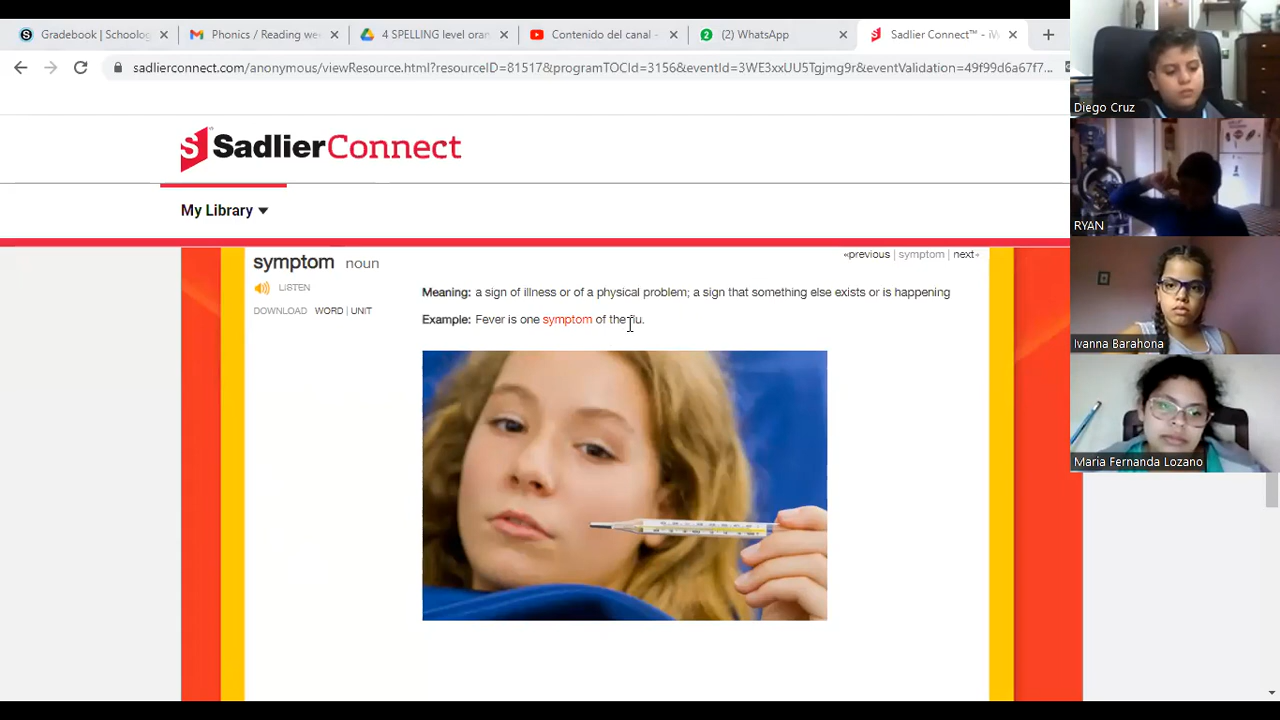 Gradebook | Schoolog
Phonics / Reading we
4 SPELLING level oran
Contenido del canal -
(2) WhatsApp
Sadlier Connect™ - iW
sadlierconnect.com/anonymous/viewResource.html?resourceID=81517&programTOCId=3156&eventId=3WE3xxUU5Tgjmg9r&eventValidation=49f99d6a67f7...
SadlierConnect
My Library
symptom noun
«previous | symptom | next»
LISTEN
DOWNLOAD WORD | UNIT
Meaning: a sign of illness or of a physical problem; a sign that something else exists or is happening
Example: Fever is one symptom of the flu.
Diego Cruz
RYAN
Ivanna Barahona
María Fernanda Lozano